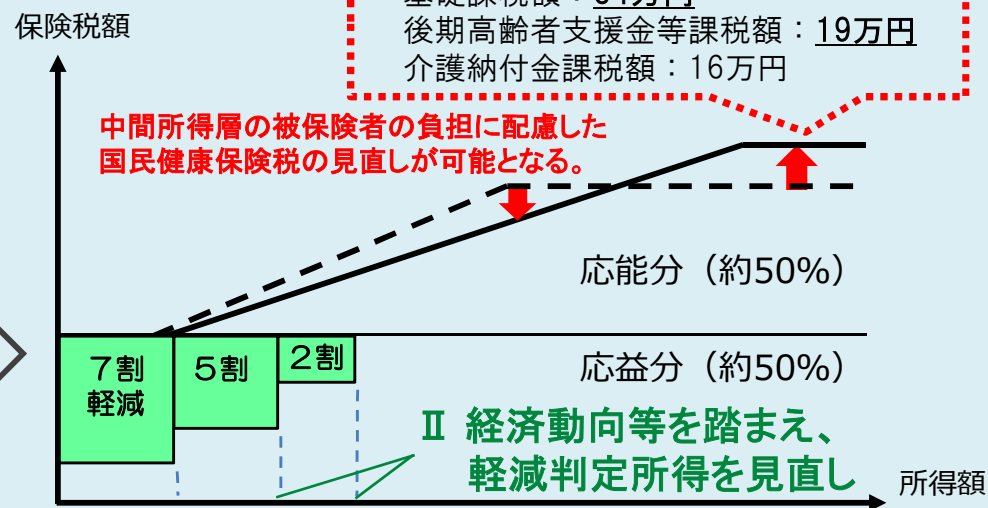 保険税額
後期高齢者支援金等課税額：19万円
介護納付金課税額：16万円
中間所得層の被保険者の負担に配慮した
国民健康保険税の見直しが可能となる。
応能分（約50%）
７割
軽減
５割
２割
応益分（約50%）
Ⅱ 経済動向等を踏まえ、
軽減判定所得を見直し
所得額